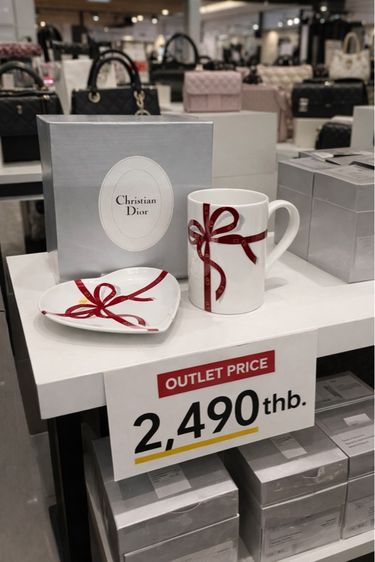 Christian
Dior
OUTLET PRICE
2,490 thb.